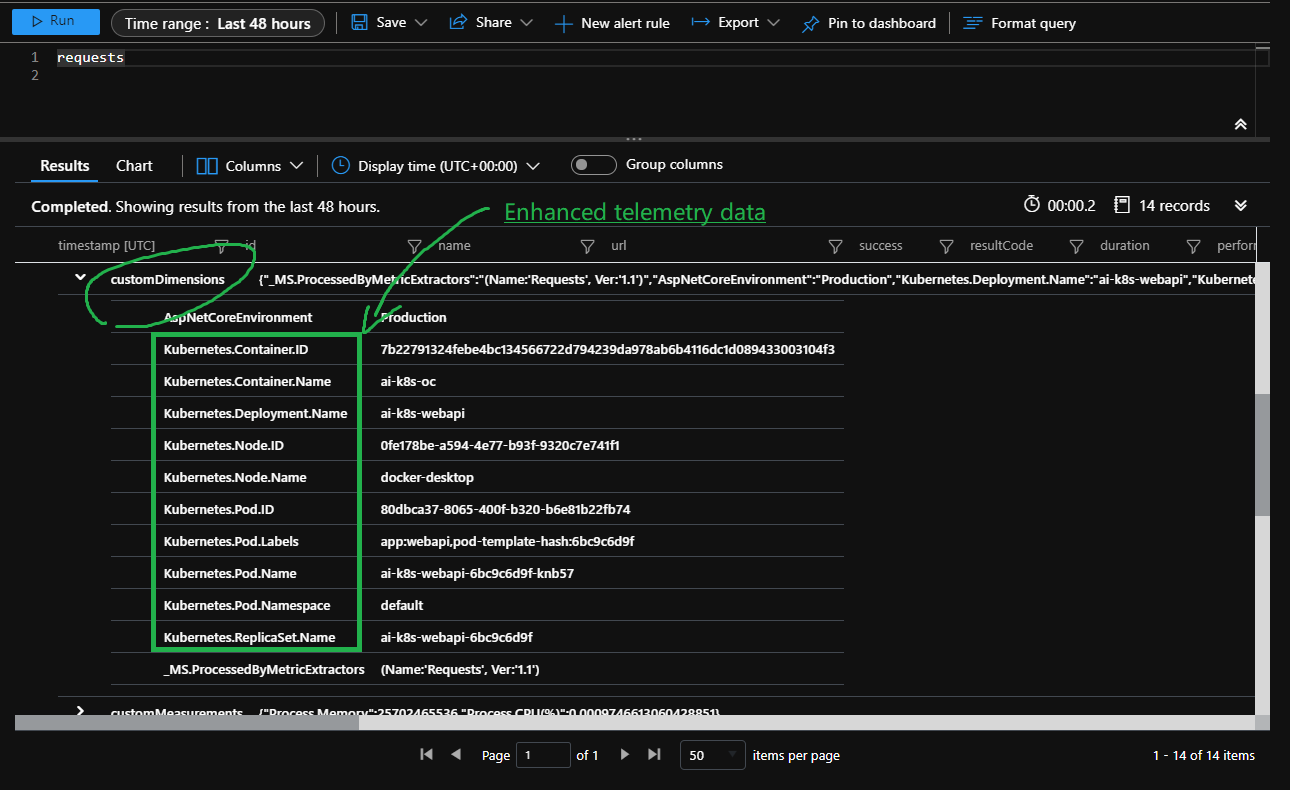 Run Time range : Last 48 hours Save Share New alert rule Export Pin to dashboard Format query
1 requests
2
Results Chart Columns Display time (UTC+00:00) Group columns
Completed. Showing results from the last 48 hours. 00:00.2 14 records
Enhanced telemetry data
timestamp [UTC] id name url success resultCode duration perforr
customDimensions {"_MS.ProcessedByMetricExtractors":"(Name:'Requests', Ver:'1.1')","AspNetCoreEnvironment":"Production","Kubernetes.Deployment.Name":"ai-k8s-webapi","Kubernete
AspNetCoreEnvironment Production
Kubernetes.Container.ID 7b22791324febe4bc134566722d794239da978ab6b4116dc1d089433003104f3
Kubernetes.Container.Name ai-k8s-oc
Kubernetes.Deployment.Name ai-k8s-webapi
Kubernetes.Node.ID 0fe178be-a594-4e77-b93f-9320c7e741f1
Kubernetes.Node.Name docker-desktop
Kubernetes.Pod.ID 80dbca37-8065-400f-b320-b6e81b22fb74
Kubernetes.Pod.Labels app:webapi,pod-template-hash:6bc9c6d9f
Kubernetes.Pod.Name ai-k8s-webapi-6bc9c6d9f-knb57
Kubernetes.Pod.Namespace default
Kubernetes.ReplicaSet.Name ai-k8s-webapi-6bc9c6d9f
_MS.ProcessedByMetricExtractors (Name:'Requests', Ver:'1.1')
customMeasurements {"Process Memory":25702465536,"Process CPU(%)":0.0009746613060428851}
Page 1 of 1 50 items per page 1 - 14 of 14 items